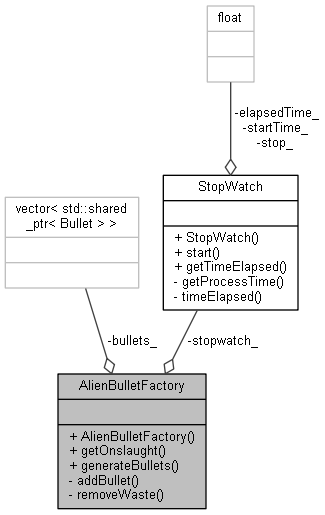 float
-elapsedTime_
-startTime_
-stop_
StopWatch
+ StopWatch()
+ start()
+ getTimeElapsed()
- getProcessTime()
- timeElapsed()
vector< std::shared
_ptr< Bullet > >
-bullets_
-stopwatch_
AlienBulletFactory
+ AlienBulletFactory()
+ getOnslaught()
+ generateBullets()
- addBullet()
- removeWaste()